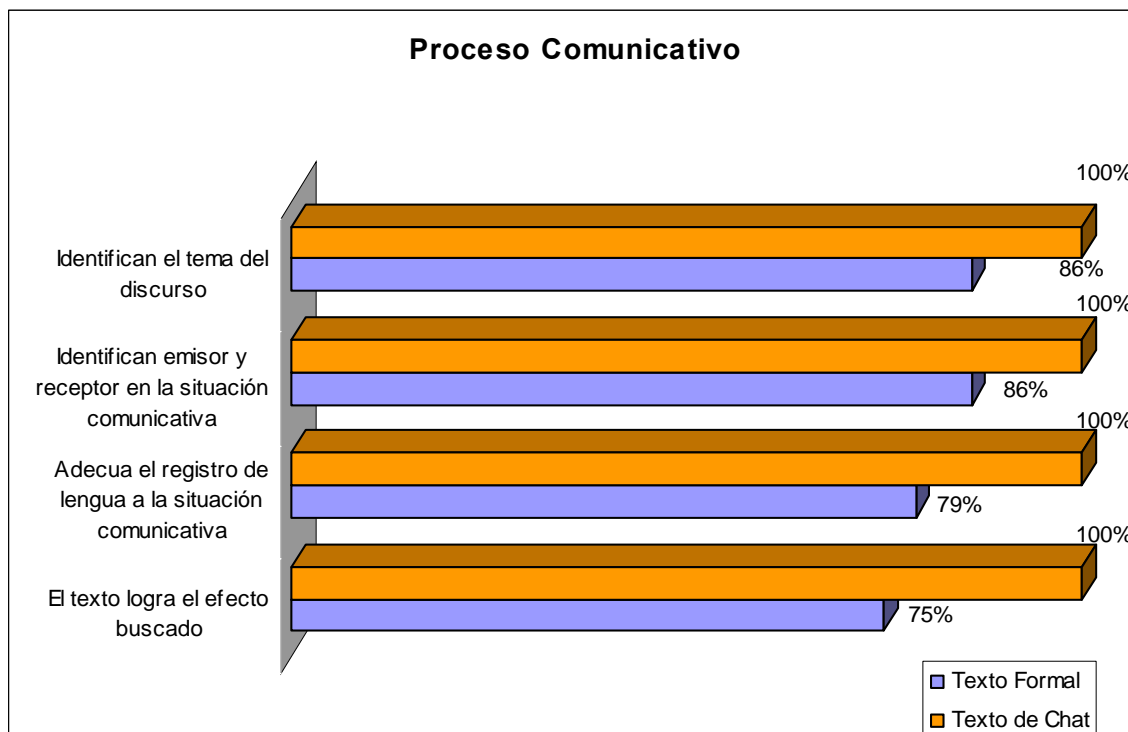 Proceso Comunicativo
100%
Identifican el tema del
discurso
86%
100%
Identifican emisor y
receptor en la situación
comunicativa
86%
100%
Adecua el registro de
lengua a la situación
comunicativa
79%
100%
El texto logra el efecto
buscado
75%
Texto Formal
Texto de Chat